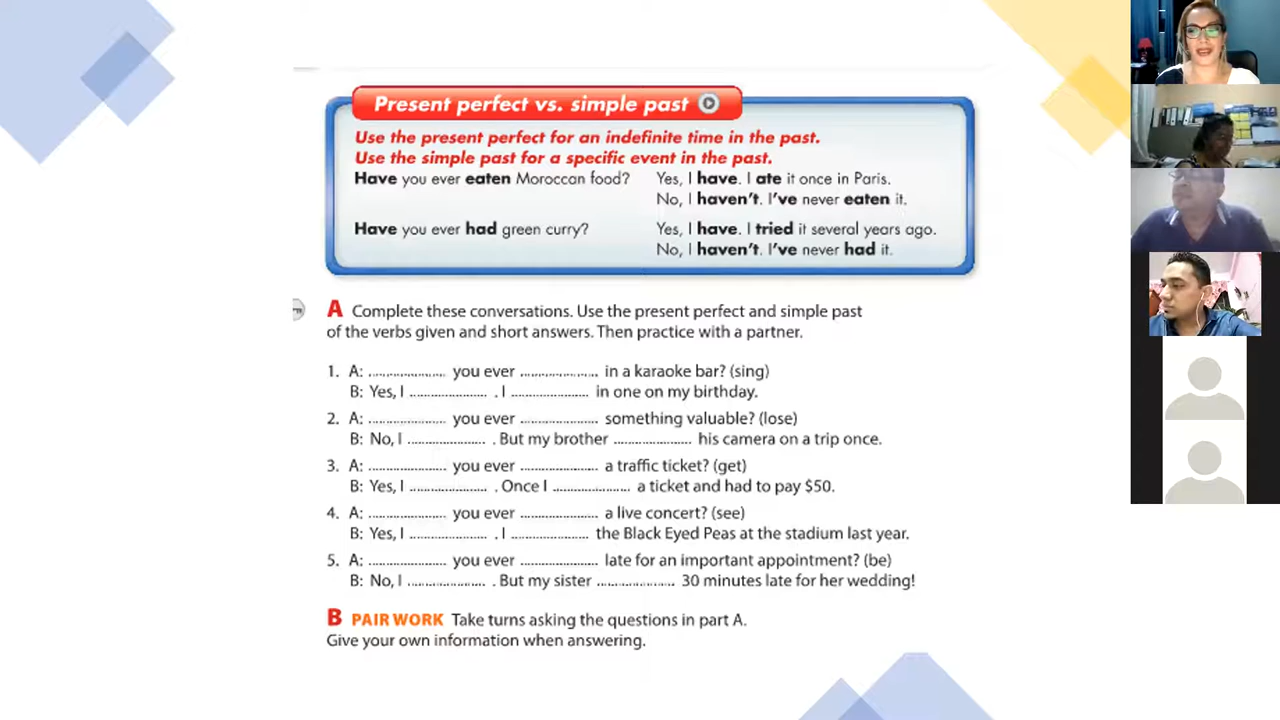 Present perfect vs. simple past
Use the present perfect for an indefinite time in the past.
Use the simple past for a specific event in the past.
Have you ever eaten Moroccan food? Yes, I have. I ate it once in Paris.
No, I haven't. I've never eaten it.
Have you ever had green curry? Yes, I have. I tried it several years ago.
No, I haven't. I've never had it.
A Complete these conversations. Use the present perfect and simple past
of the verbs given and short answers. Then practice with a partner.
1. A: .................... you ever .................... in a karaoke bar? (sing)
B: Yes, I .................... . I .................... in one on my birthday.
2. A: .................... you ever .................... something valuable? (lose)
B: No, I .................... . But my brother .................... his camera on a trip once.
3. A: .................... you ever .................... a traffic ticket? (get)
B: Yes, I .................... . Once I .................... a ticket and had to pay $50.
4. A: .................... you ever .................... a live concert? (see)
B: Yes, I .................... . I .................... the Black Eyed Peas at the stadium last year.
5. A: .................... you ever .................... late for an important appointment? (be)
B: No, I .................... . But my sister .................... 30 minutes late for her wedding!
B PAIR WORK Take turns asking the questions in part A.
Give your own information when answering.